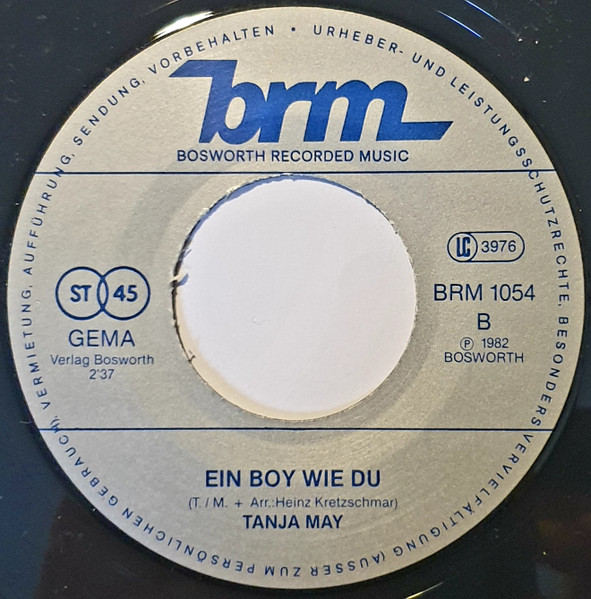 URHEBER- UND LEISTUNGSSCHUTZRECHTE, BESONDERS VERVIELFÄLTIGUNG (AUSSER ZUM PERSÖNLICHEN GEBRAUCH), VERMIETUNG, AUFFÜHRUNG, SENDUNG, VORBEHALTEN •
brm
BOSWORTH RECORDED MUSIC
ST 45
GEMA
Verlag Bosworth
2'37
LC 3976
BRM 1054
B
Ⓟ 1982
BOSWORTH
EIN BOY WIE DU
(T. / M. + Arr.:Heinz Kretzschmar)
TANJA MAY